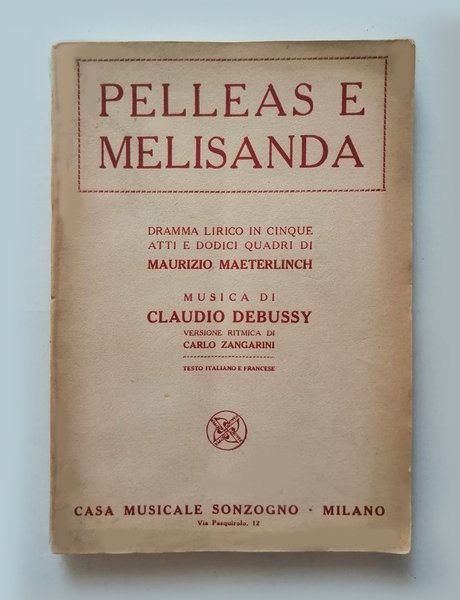 PELLEAS E
MELISANDA
DRAMMA LIRICO IN CINQUE
ATTI E DODICI QUADRI DI
MAURIZIO MAETERLINCH
MUSICA DI
CLAUDIO DEBUSSY
VERSIONE RITMICA DI
CARLO ZANGARINI
TESTO ITALIANO E FRANCESE
CASA MUSICALE SONZOGNO - MILANO
Via Pasquirolo, 12